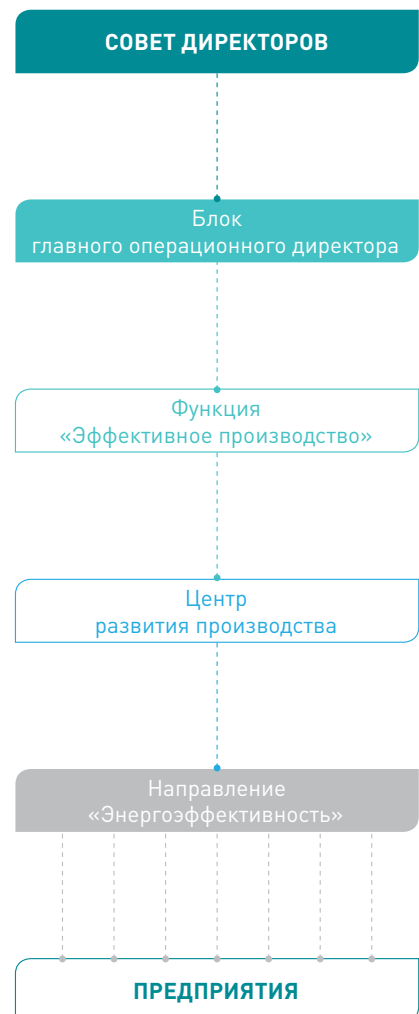 СОВЕТ ДИРЕКТОРОВ
Блок
главного операционного директора
Функция
«Эффективное производство»
Центр
развития производства
Направление
«Энергоэффективность»
ПРЕДПРИЯТИЯ